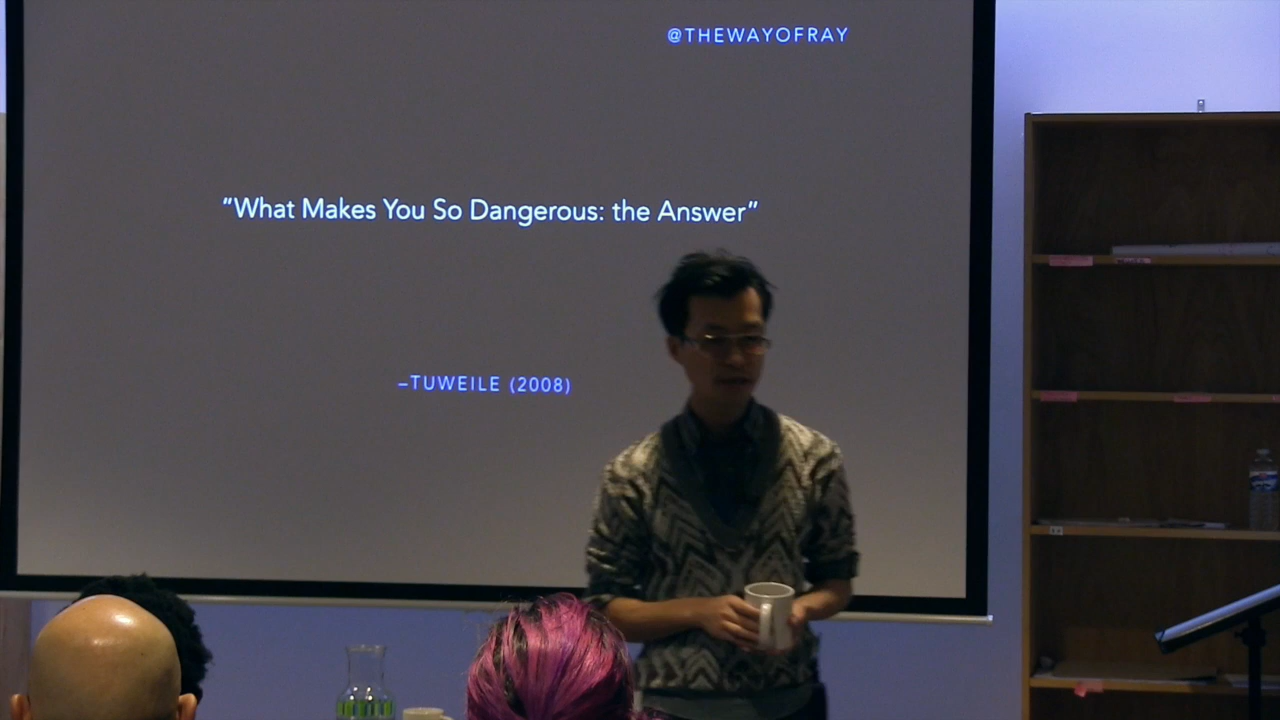 @THEWAYOFRAY
“What Makes You So Dangerous: the Answer”
–TUWEILE (2008)